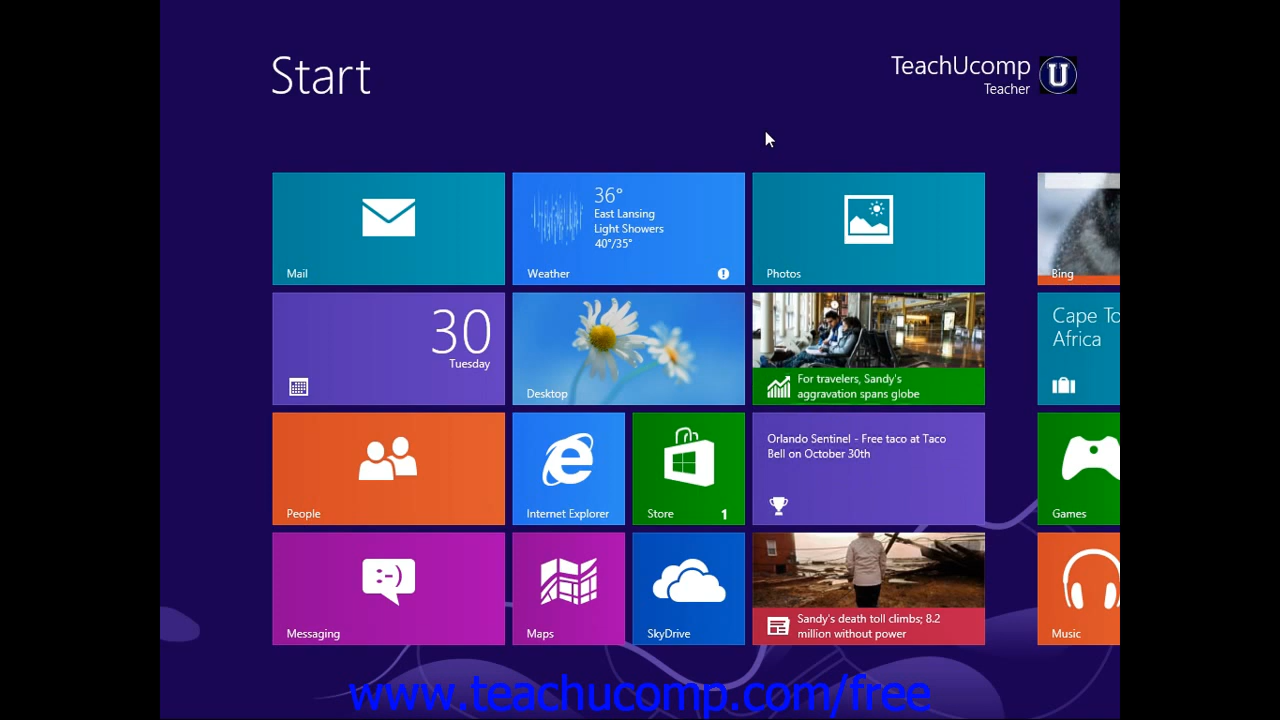 Start
TeachUcomp
Teacher
U
Mail
36°
East Lansing
Light Showers
40°/35°
Weather
Photos
Bing
30
Tuesday
Desktop
For travelers, Sandy's
aggravation spans globe
Cape To
Africa
People
Internet Explorer
Store
1
Orlando Sentinel - Free taco at Taco
Bell on October 30th
Games
:-)
Messaging
Maps
SkyDrive
Sandy's death toll climbs; 8.2
million without power
Music
www.teachucomp.com/free